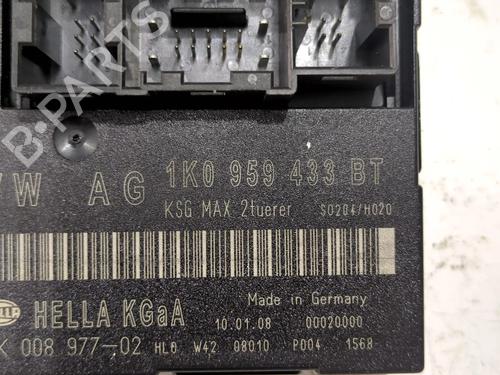 B-PARTS
VW AG 1K0 959 433 BT
KSG MAX 2tuerer S0204/H020
HELLA KGaA Made in Germany
10.01.08 00020000
K 008 977-02 HL6 W42 08010 P004 1568